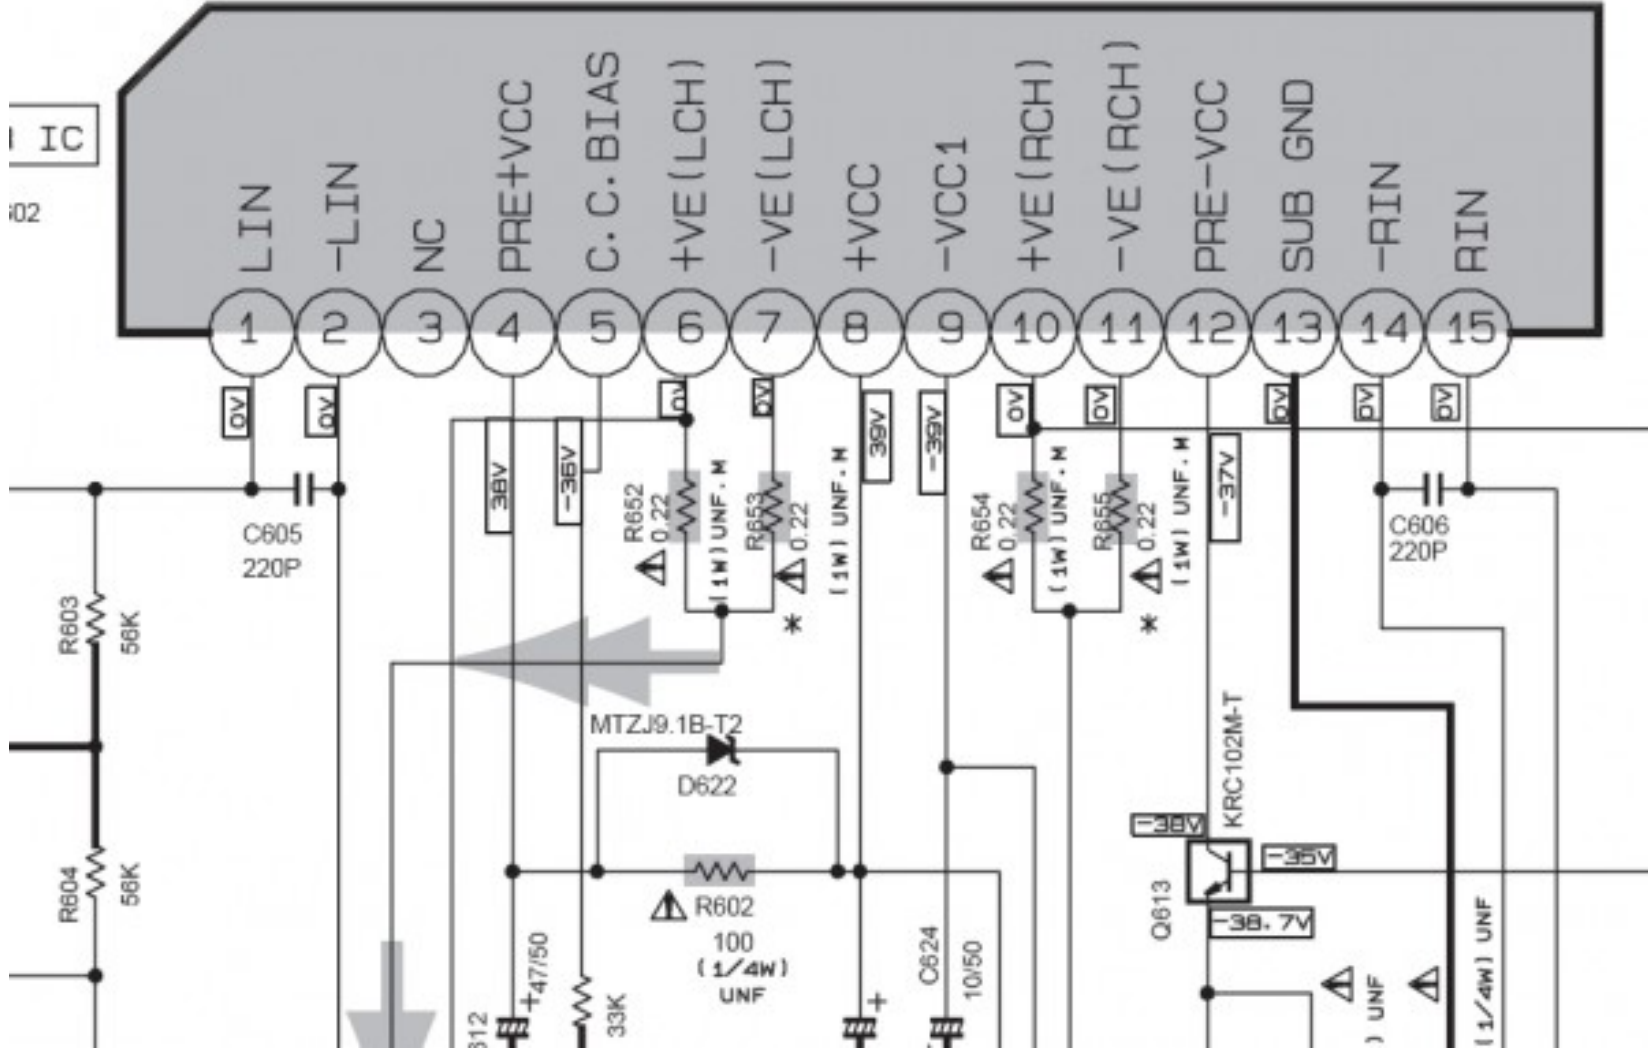 IC
602
LIN
-LIN
NC
PRE+VCC
C.C.BIAS
+VE(LCH)
-VE(LCH)
+VCC
-VCC1
+VE(RCH)
-VE(RCH)
PRE-VCC
SUB GND
-RIN
RIN
1
2
3
4
5
6
7
8
9
10
11
12
13
14
15
0V
0V
38V
-36V
0V
0V
39V
-39V
0V
0V
-37V
0V
0V
0V
C605
220P
R652
0.22
(1W) UNF.M
R653
0.22
(1W) UNF.M
R654
0.22
(1W) UNF.M
R655
0.22
(1W) UNF.M
C606
220P
*
*
R603
56K
MTZJ9.1B-T2
D622
KRC102M-T
-38V
-35V
Q613
-38.7V
R604
56K
R602
100
(1/4W)
UNF
+
47/50
612
33K
+
C624
10/50
) UNF
(1/4W) UNF